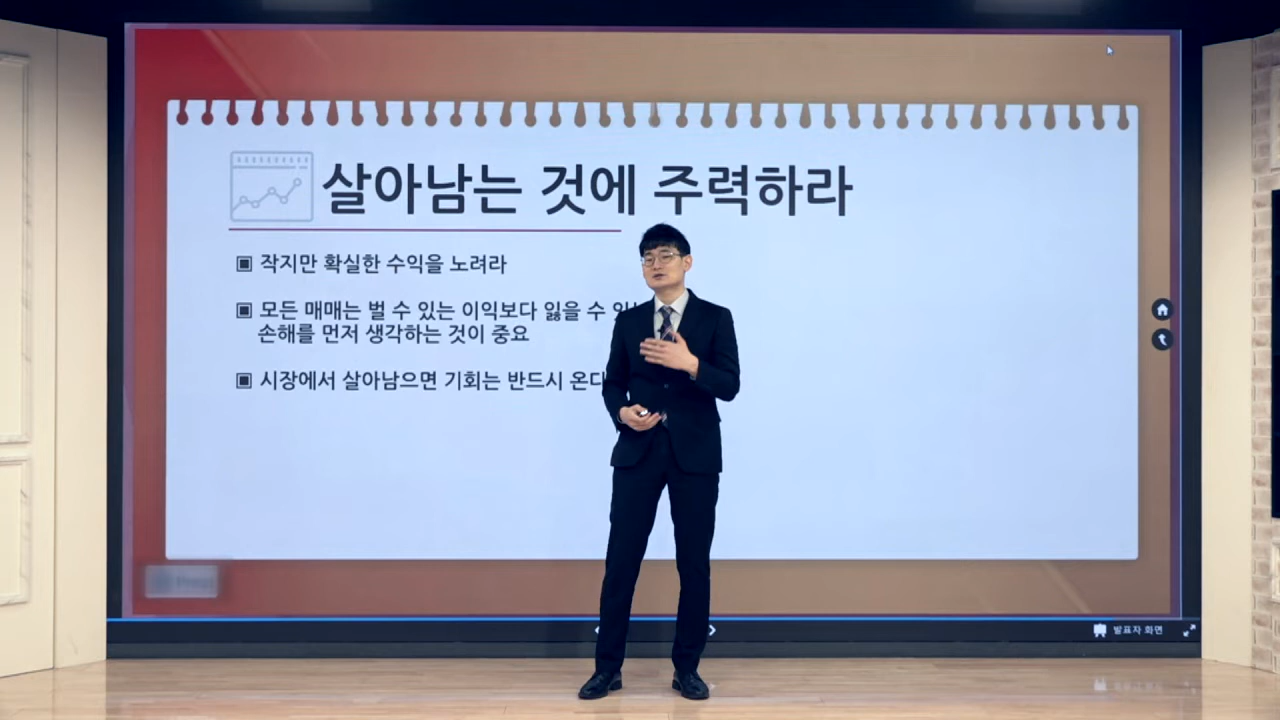 살아남는 것에 주력하라
▣ 작지만 확실한 수익을 노려라
▣ 모든 매매는 벌 수 있는 이익보다 잃을 수
손해를 먼저 생각하는 것이 중요
▣ 시장에서 살아남으면 기회는 반드시 온다
발표자 화면